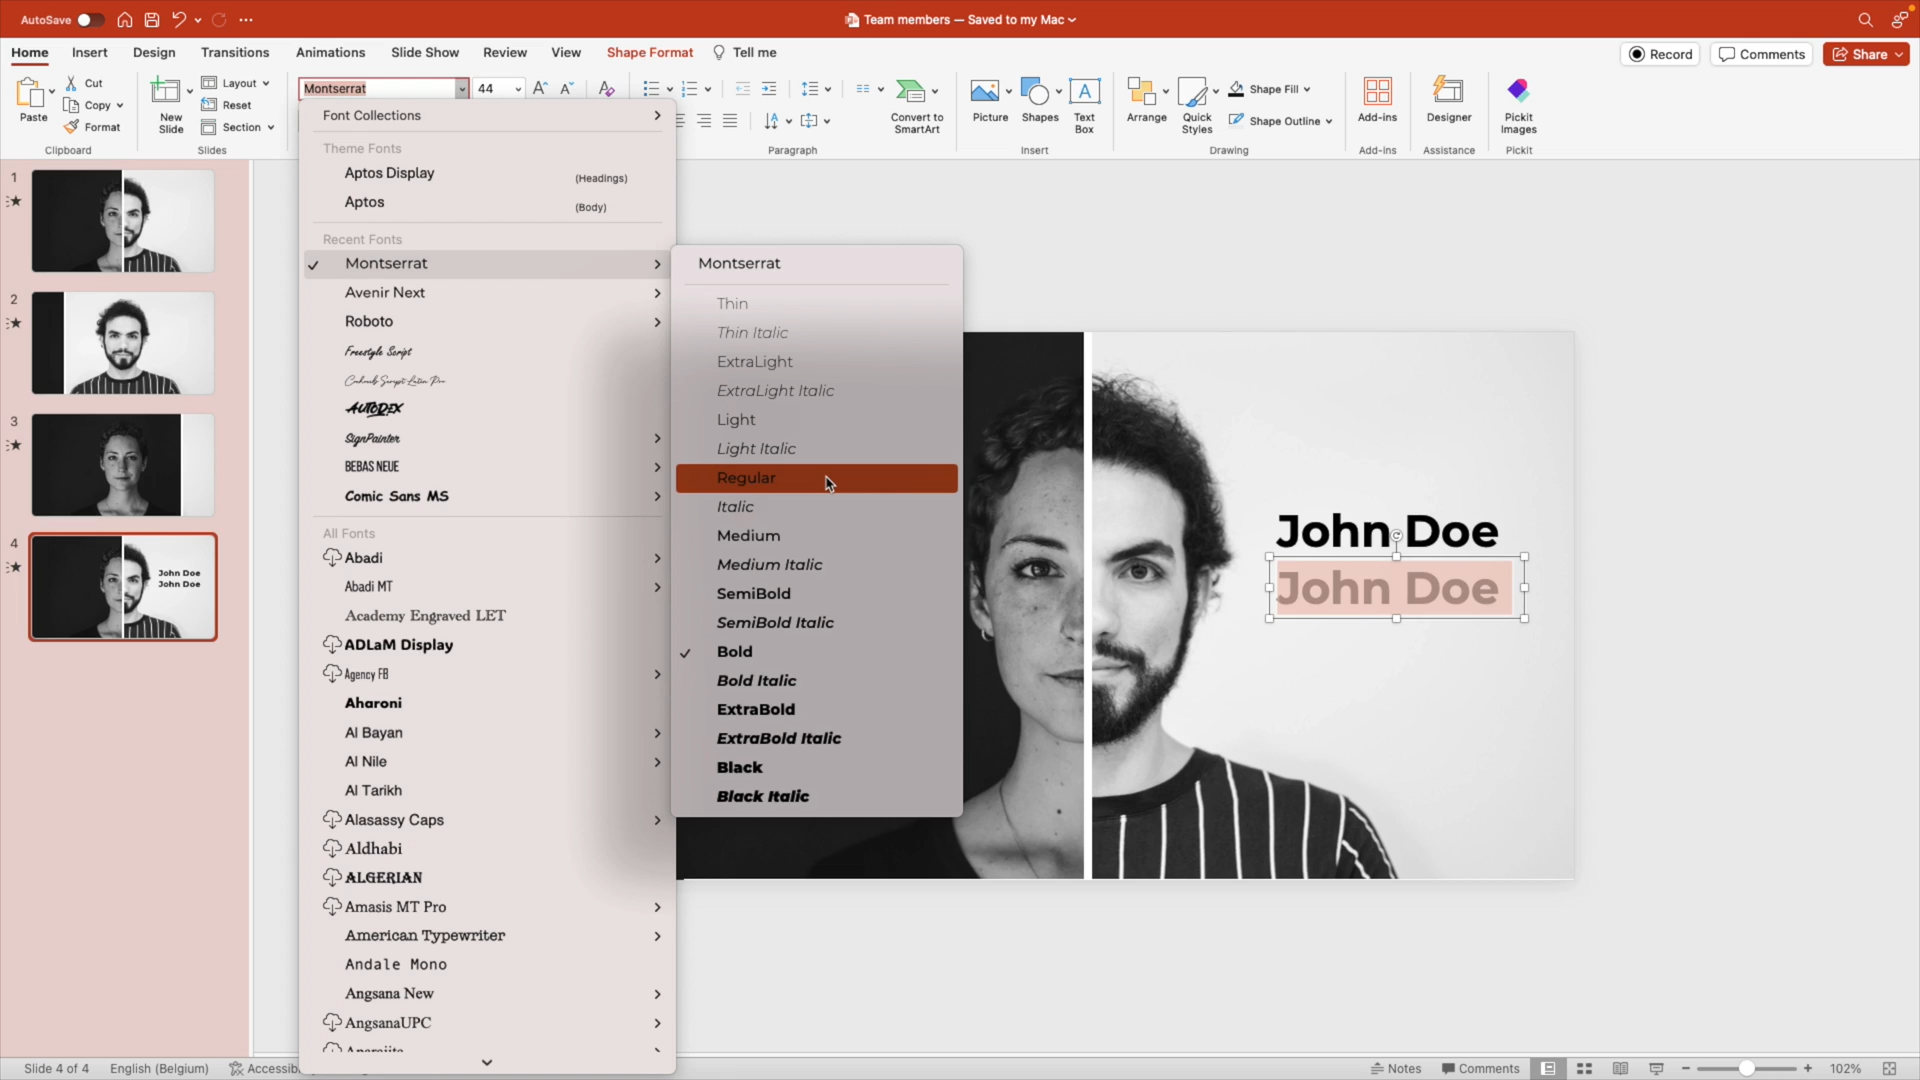 AutoSave
Team members — Saved to my Mac
Home
Insert
Design
Transitions
Animations
Slide Show
Review
View
Shape Format
Tell me
Record
Comments
Share
Paste
Cut
Copy
Format
Clipboard
New
Slide
Layout
Reset
Section
Slides
Montserrat
44
Paragraph
Convert to
SmartArt
Picture
Shapes
Text
Box
Insert
Arrange
Quick
Styles
Shape Fill
Shape Outline
Drawing
Add-ins
Add-ins
Designer
Assistance
Pickit
Images
Pickit
1
2
3
4
John Doe
John Doe
Font Collections
Theme Fonts
Aptos Display (Headings)
Aptos (Body)
Recent Fonts
Montserrat
Avenir Next
Roboto
Freestyle Script
AUTODEX
SignPainter
BEBAS NEUE
Comic Sans MS
All Fonts
Abadi
Abadi MT
Academy Engraved LET
ADLaM Display
Agency FB
Aharoni
Al Bayan
Al Nile
Al Tarikh
Alasassy Caps
Aldhabi
ALGERIAN
Amasis MT Pro
American Typewriter
Andale Mono
Angsana New
AngsanaUPC
Montserrat
Thin
Thin Italic
ExtraLight
ExtraLight Italic
Light
Light Italic
Regular
Italic
Medium
Medium Italic
SemiBold
SemiBold Italic
Bold
Bold Italic
ExtraBold
ExtraBold Italic
Black
Black Italic
John Doe
John Doe
Slide 4 of 4
English (Belgium)
Notes
Comments
102%